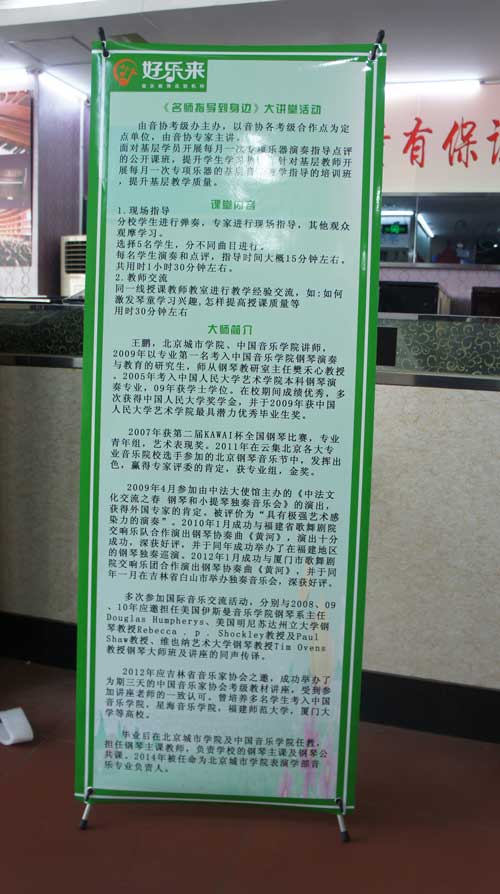 好乐来
音乐教育连锁机构
《名师指导到身边》大讲堂活动
由音协考级办主办,以音协各考级合作点为定
点单位,由音协专家主讲。
面对基层学员开展每月一次专项乐器演奏指导点评
的公开课班,提升学生学习热 针对基层教师开
展每月一次专项乐器的基层 教学指导的培训班
,提升基层教学质量。
课堂内容
1.现场指导
分校学生进行弹奏,专家进行现场指导,其他观众
观摩学习。
选择5名学生,分不同曲目进行。
每名学生演奏和点评,指导时间大概15分钟左右。
共用时1小时30分钟左右。
2.教师交流
同一线授课教师教室进行教学经验交流,如:如何
激发琴童学习兴趣,怎样提高授课质量等
用时30分钟左右
大师简介
王鹏,北京城市学院、中国音乐学院讲师,
2009年以专业第一名考入中国音乐学院钢琴演奏
与教育的研究生,师从钢琴教研室主任樊禾心教授
。2005年考入中国人民大学艺术学院本科钢琴演
奏专业,09年获学士学位。在校期间成绩优秀,多
次获得中国人民大学奖学金,并于2009年获中国
人民大学艺术学院最具潜力优秀毕业生奖。
2007年获第二届KAWAI杯全国钢琴比赛,专业
青年组,艺术表现奖。2011年在云集北京各大专
业音乐院校选手参加的北京钢琴音乐节中,发挥出
色,赢得专家评委的肯定,获专业组,金奖。
2009年4月参加由中法大使馆主办的《中法文
化交流之春 钢琴和小提琴独奏音乐会》的演出,
获得外国专家的肯定。被评价为“具有极强艺术感
染力的演奏”。2010年1月成功与福建省歌舞剧院
交响乐队合作演出钢琴协奏曲《黄河》,演出十分
成功,深获好评,并于同年成功举办了在福建地区
的钢琴独奏巡演。2012年1月成功与厦门市歌舞剧
院交响乐团合作演出钢琴协奏曲《黄河》,并于同
年一月在吉林省白山市举办独奏音乐会,深获好评。
多次参加国际音乐交流活动,分别与2008、09
、10年应邀担任美国伊斯曼音乐学院钢琴系主任
Douglas Humpherys、美国明尼苏达州立大学钢
琴教授Rebecca . p . Shockley教授及Paul
Shaw教授、维也纳艺术大学钢琴教授Tim Ovens
教授钢琴大师班及讲座的同声传译。
2012年应吉林省音乐家协会之邀,成功举办了
为期三天的中国音乐家协会考级教材讲座,受到参
加讲座老师的一致认可。曾培养多名学生考入中国
音乐学院,星海音乐学院,福建师范大学,厦门大
学等高校。
毕业后在北京城市学院及中国音乐学院任教,
担任钢琴主课教师,负责学校的钢琴主课及钢琴公
共课。2014年被任命为北京城市学院表演学部音
乐专业负责人。
有保